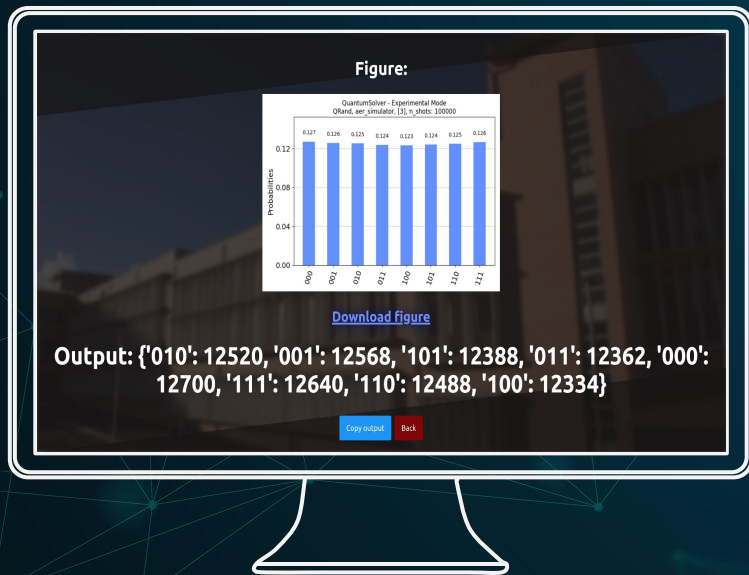 Figure:
QuantumSolver - Experimental Mode
QRand, aer_simulator, [3], n_shots: 100000
0.127 0.126 0.125 0.124 0.123 0.124 0.125 0.126
0.12
0.08
0.04
0.00
Probabilities
000 001 010 011 100 101 110 111
Download figure
Output: {'010': 12520, '001': 12568, '101': 12388, '011': 12362, '000':
12700, '111': 12640, '110': 12488, '100': 12334}
Copy output Back